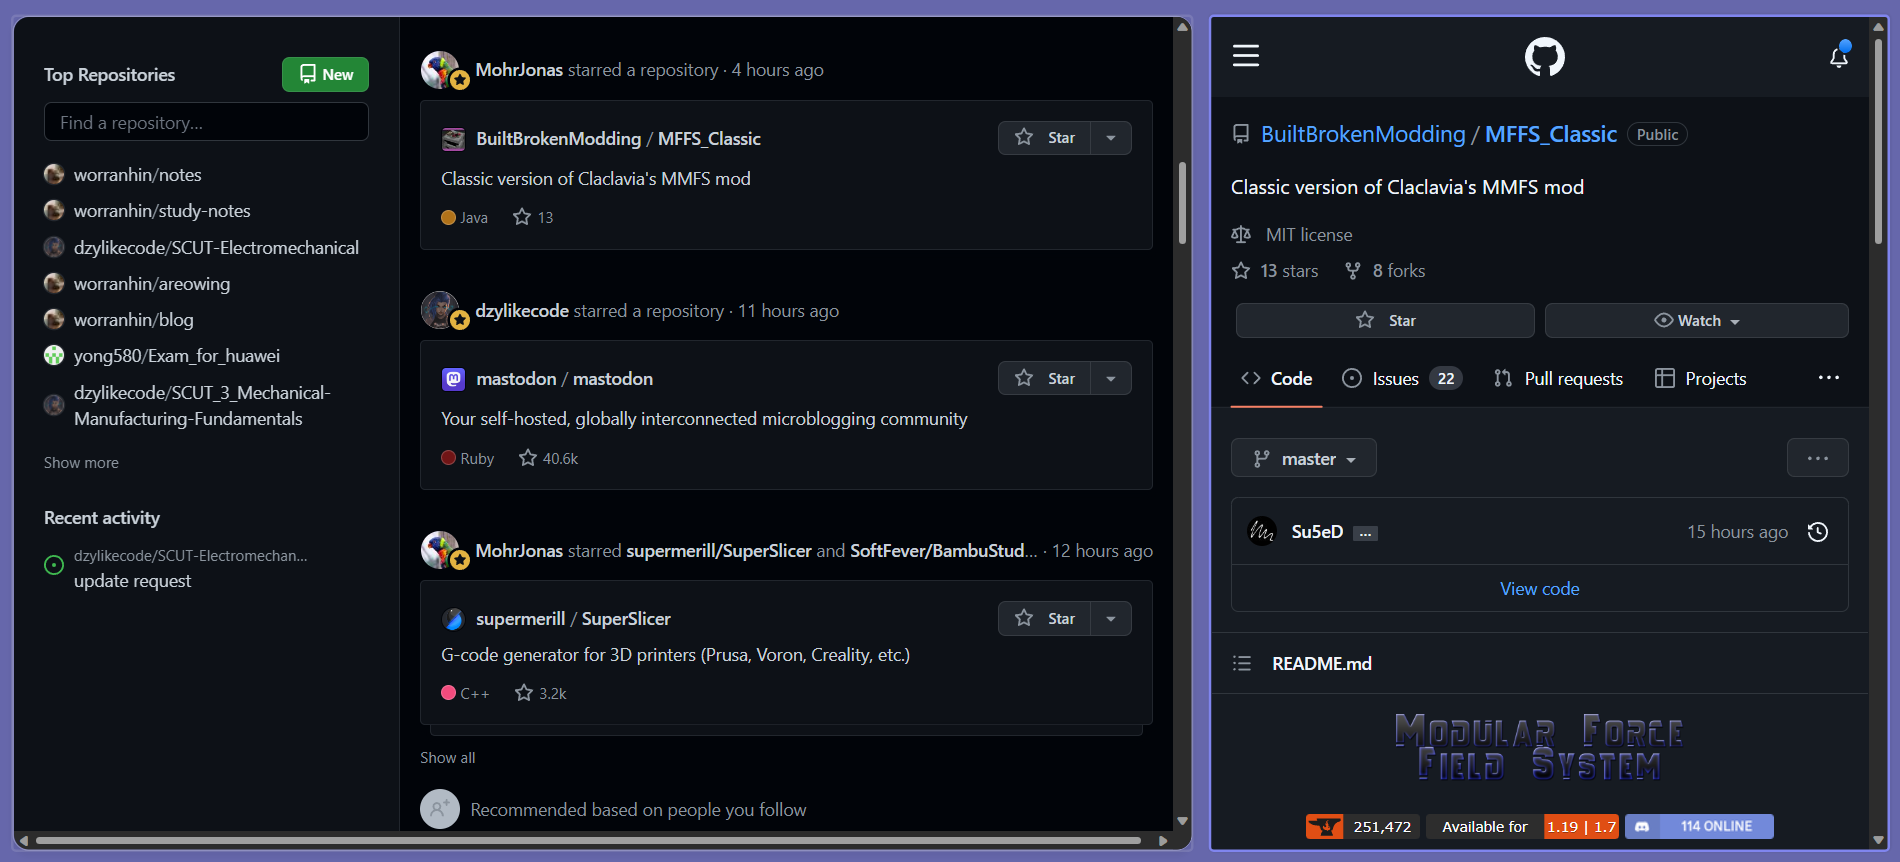 Top Repositories
New
Find a repository...
worranhin/notes
worranhin/study-notes
dzylikecode/SCUT-Electromechanical
worranhin/areowing
worranhin/blog
yong580/Exam_for_huawei
dzylikecode/SCUT_3_Mechanical-
Manufacturing-Fundamentals
Show more
Recent activity
dzylikecode/SCUT-Electromechan...
update request
MohrJonas starred a repository · 4 hours ago
BuiltBrokenModding / MFFS_Classic
Star
Classic version of Claclavia's MMFS mod
Java 13
dzylikecode starred a repository · 11 hours ago
mastodon / mastodon
Star
Your self-hosted, globally interconnected microblogging community
Ruby 40.6k
MohrJonas starred supermerill/SuperSlicer and SoftFever/BambuStud... · 12 hours ago
supermerill / SuperSlicer
Star
G-code generator for 3D printers (Prusa, Voron, Creality, etc.)
C++ 3.2k
Show all
Recommended based on people you follow
BuiltBrokenModding / MFFS_Classic Public
Classic version of Claclavia's MMFS mod
MIT license
13 stars 8 forks
Star Watch
Code Issues 22 Pull requests Projects ...
master ...
Su5eD ... 15 hours ago
View code
README.md
Modular Force
Field System
251,472 Available for 1.19 | 1.7 114 ONLINE